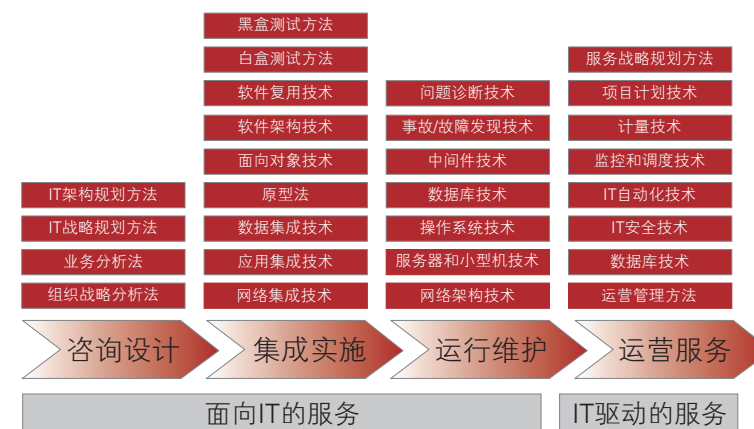 黑盒测试方法
白盒测试方法
软件复用技术
软件架构技术
面向对象技术
原型法
数据集成技术
应用集成技术
网络集成技术
IT架构规划方法
IT战略规划方法
业务分析法
组织战略分析法
问题诊断技术
事故/故障发现技术
中间件技术
数据库技术
操作系统技术
服务器和小型机技术
网络架构技术
服务战略规划方法
项目计划技术
计量技术
监控和调度技术
IT自动化技术
IT安全技术
数据库技术
运营管理方法
咨询设计
集成实施
运行维护
运营服务
面向IT的服务
IT驱动的服务